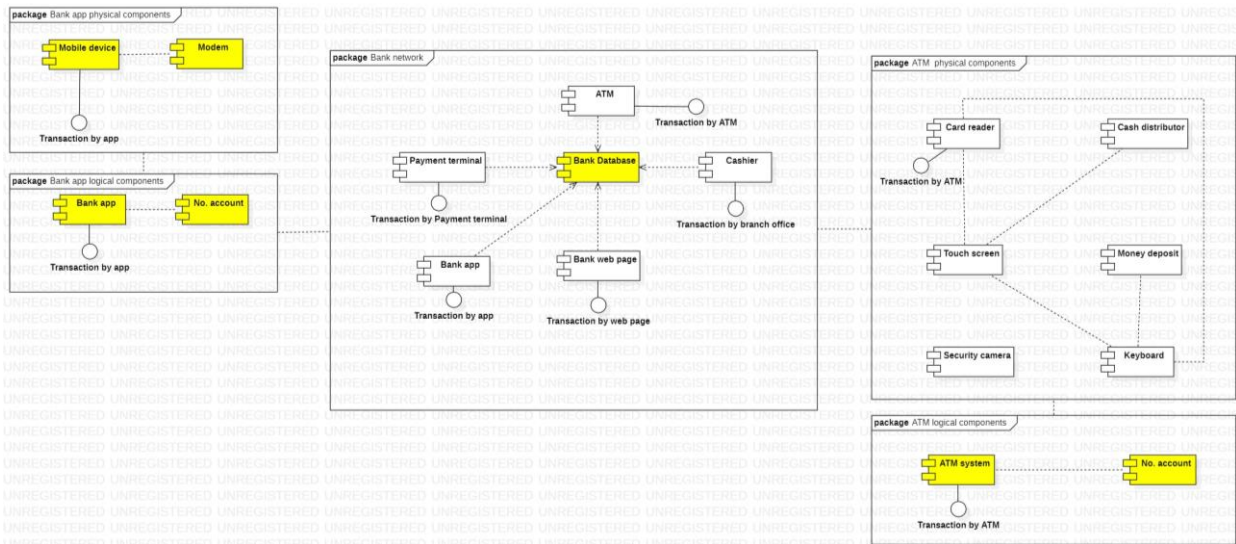 package Bank app physical components
Mobile device
Modem
Transaction by app
package Bank app logical components
Bank app
No. account
Transaction by app
package Bank network
ATM
Transaction by ATM
Payment terminal
Bank Database
Cashier
Transaction by Payment terminal
Transaction by branch office
Bank app
Bank web page
Transaction by app
Transaction by web page
package ATM physical components
Card reader
Cash distributor
Transaction by ATM
Touch screen
Money deposit
Security camera
Keyboard
package ATM logical components
ATM system
No. account
Transaction by ATM
UNREGISTERED